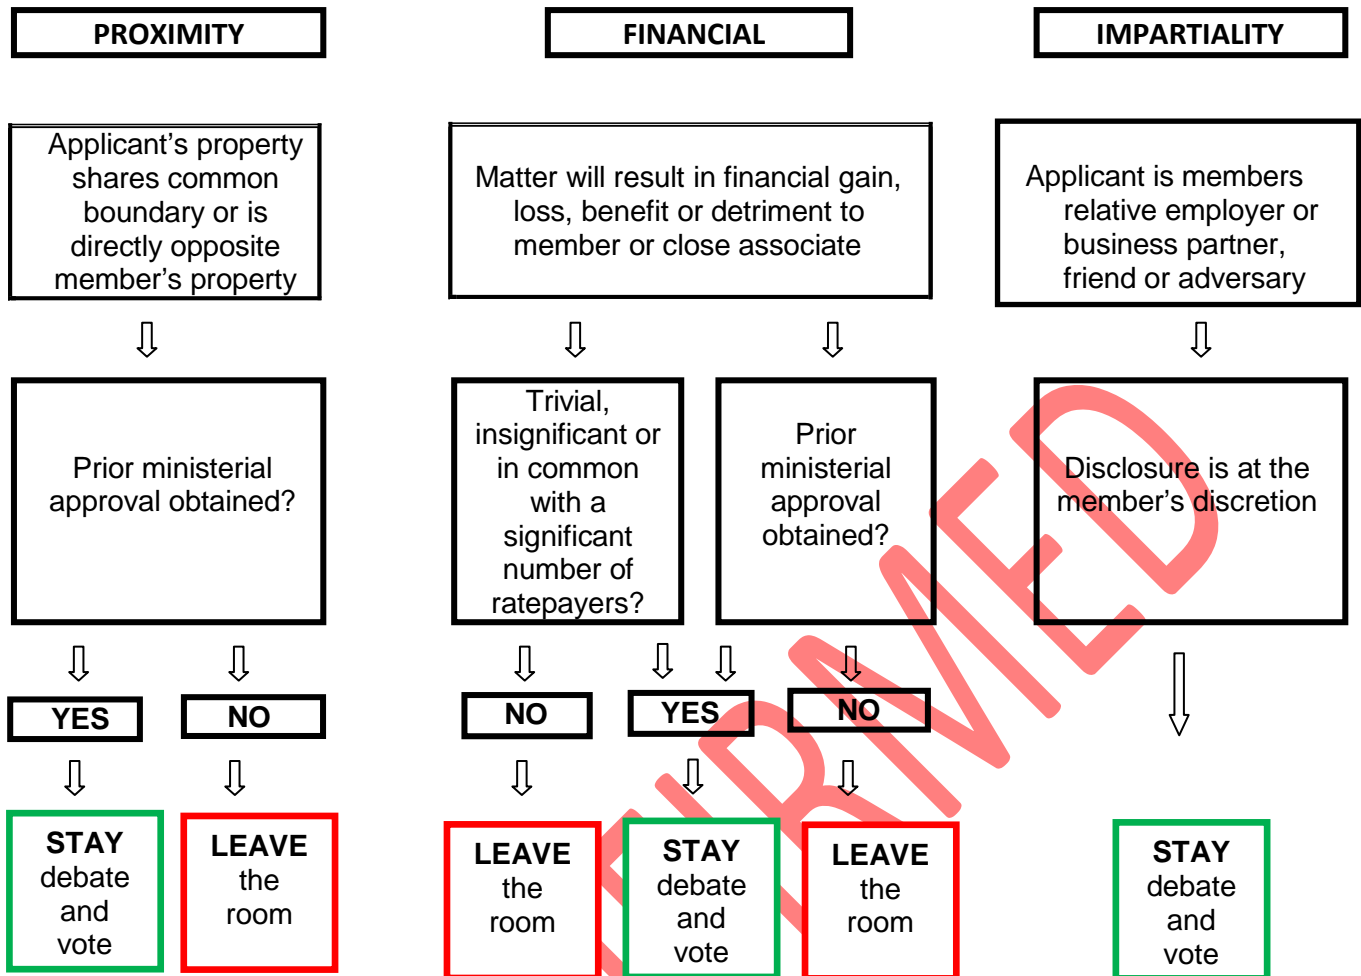 PROXIMITY
FINANCIAL
IMPARTIALITY
Applicant's property
shares common
boundary or is
directly opposite
member's property
Matter will result in financial gain,
loss, benefit or detriment to
member or close associate
Applicant is members
relative employer or
business partner,
friend or adversary
Prior ministerial
approval obtained?
Trivial,
insignificant or
in common
with a
significant
number of
ratepayers?
Prior
ministerial
approval
obtained?
Disclosure is at the
member's discretion
YES
NO
NO
YES
NO
STAY
debate
and
vote
LEAVE
the
room
LEAVE
the
room
STAY
debate
and
vote
LEAVE
the
room
STAY
debate
and
vote